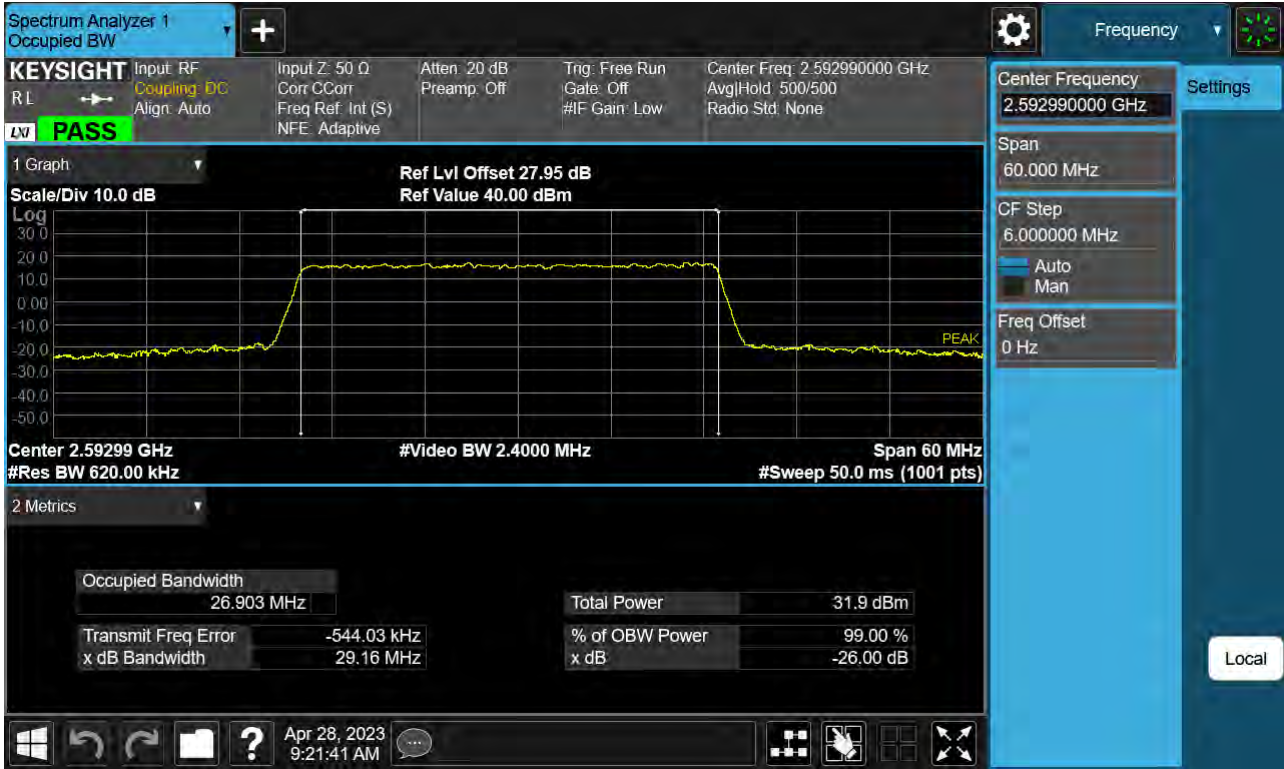 Spectrum Analyzer 1
Occupied BW
Frequency
KEYSIGHT
R L
LXI
PASS
Input: RF
Coupling: DC
Align: Auto
Input Z: 50 Ω
Corr CCorr
Freq Ref: Int (S)
NFE: Adaptive
Atten: 20 dB
Preamp: Off
Trig: Free Run
Gate: Off
#IF Gain: Low
Center Freq: 2.592990000 GHz
Avg|Hold: 500/500
Radio Std: None
1 Graph
Scale/Div 10.0 dB
Ref Lvl Offset 27.95 dB
Ref Value 40.00 dBm
Log
30.0
20.0
10.0
0.00
-10.0
-20.0
-30.0
-40.0
-50.0
PEAK
Center 2.59299 GHz
#Video BW 2.4000 MHz
Span 60 MHz
#Res BW 620.00 kHz
#Sweep 50.0 ms (1001 pts)
2 Metrics
Occupied Bandwidth
26.903 MHz
Total Power 31.9 dBm
Transmit Freq Error -544.03 kHz
% of OBW Power 99.00 %
x dB Bandwidth 29.16 MHz
x dB -26.00 dB
Center Frequency
2.592990000 GHz
Settings
Span
60.000 MHz
CF Step
6.000000 MHz
Auto
Man
Freq Offset
0 Hz
Local
?
Apr 28, 2023
9:21:41 AM